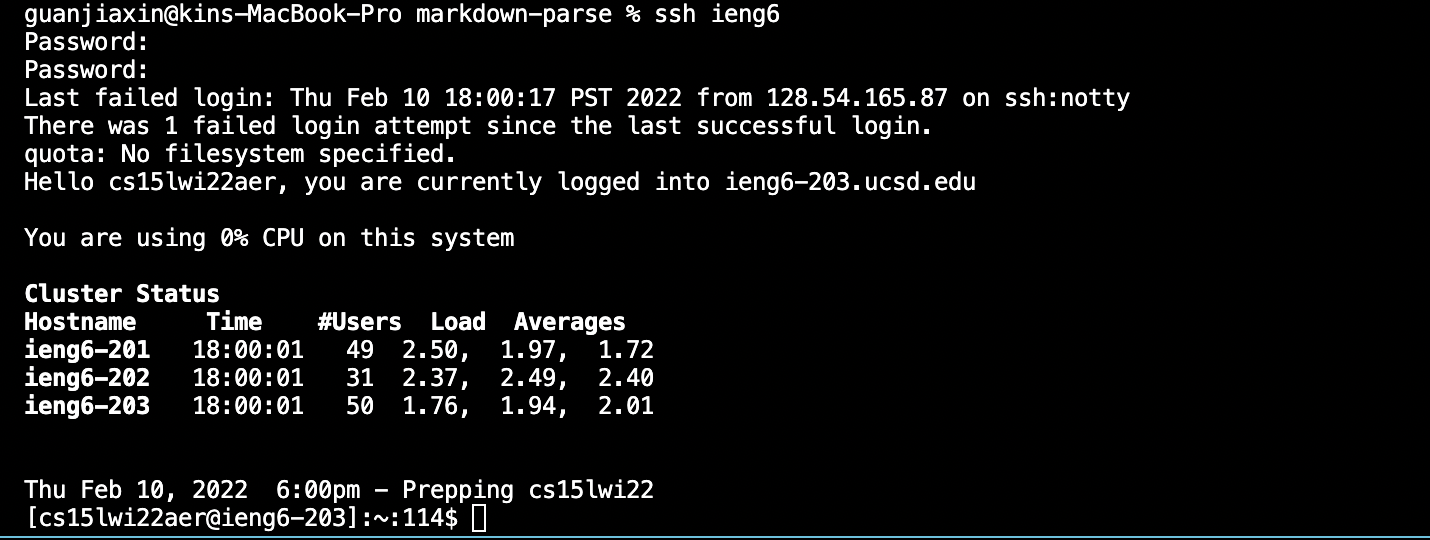 guanjiaxin@kins-MacBook-Pro markdown-parse % ssh ieng6
Password:
Password:
Last failed login: Thu Feb 10 18:00:17 PST 2022 from 128.54.165.87 on ssh:notty
There was 1 failed login attempt since the last successful login.
quota: No filesystem specified.
Hello cs15lwi22aer, you are currently logged into ieng6-203.ucsd.edu
You are using 0% CPU on this system
Cluster Status
Hostname     Time    #Users  Load  Averages
ieng6-201   18:00:01   49  2.50,  1.97,  1.72
ieng6-202   18:00:01   31  2.37,  2.49,  2.40
ieng6-203   18:00:01   50  1.76,  1.94,  2.01
Thu Feb 10, 2022  6:00pm - Prepping cs15lwi22
[cs15lwi22aer@ieng6-203]:~:114$